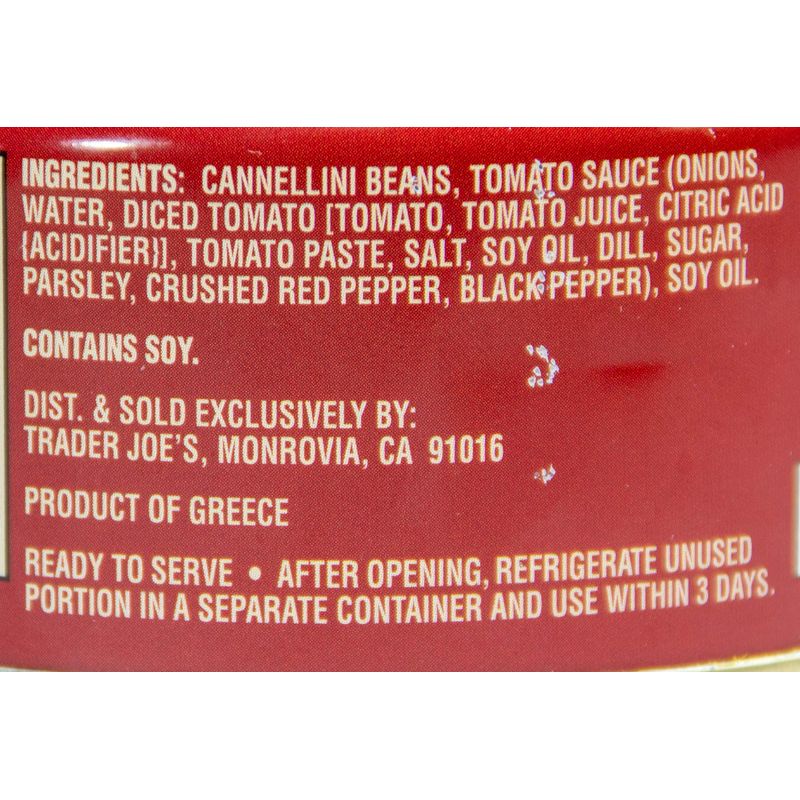 INGREDIENTS: CANNELLINI BEANS, TOMATO SAUCE (ONIONS,
WATER, DICED TOMATO [TOMATO, TOMATO JUICE, CITRIC ACID
{ACIDIFIER}], TOMATO PASTE, SALT, SOY OIL, DILL, SUGAR,
PARSLEY, CRUSHED RED PEPPER, BLACK PEPPER), SOY OIL.
CONTAINS SOY.
DIST. & SOLD EXCLUSIVELY BY:
TRADER JOE'S, MONROVIA, CA 91016
PRODUCT OF GREECE
READY TO SERVE • AFTER OPENING, REFRIGERATE UNUSED
PORTION IN A SEPARATE CONTAINER AND USE WITHIN 3 DAYS.